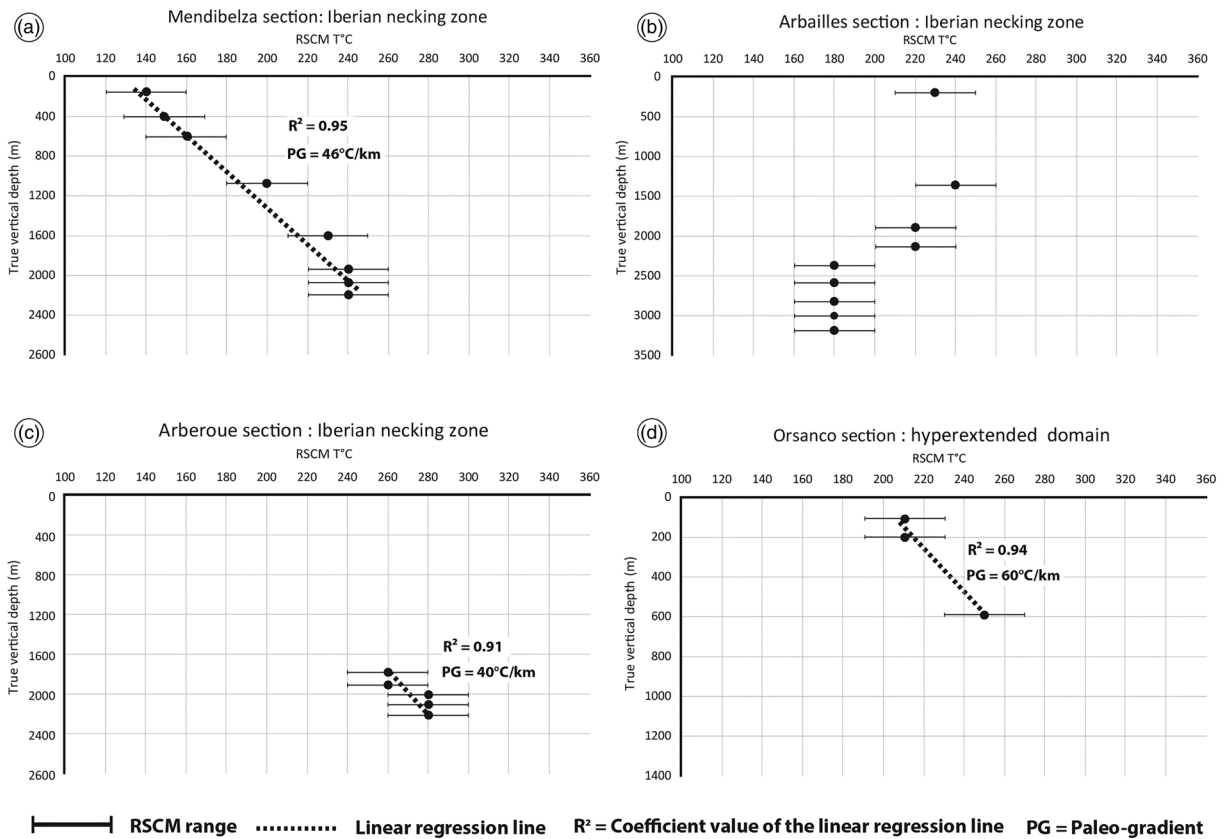 (a)
Mendibelza section: Iberian necking zone
RSCM T°C
100 120 140 160 180 200 220 240 260 280 300 320 340 360
0
400
800
1200
1600
2000
2400
2600
True vertical depth (m)
R² = 0.95
PG = 46°C/km
(b)
Arbailles section : Iberian necking zone
RSCM T°C
100 120 140 160 180 200 220 240 260 280 300 320 340 360
0
500
1000
1500
2000
2500
3000
3500
True vertical depth (m)
(c)
Arberoue section : Iberian necking zone
RSCM T°C
100 120 140 160 180 200 220 240 260 280 300 320 340 360
0
400
800
1200
1600
2000
2400
2600
True vertical depth (m)
R² = 0.91
PG = 40°C/km
(d)
Orsanco section : hyperextended domain
RSCM T°C
100 120 140 160 180 200 220 240 260 280 300 320 340 360
0
200
400
600
800
1000
1200
1400
True vertical depth (m)
R² = 0.94
PG = 60°C/km
RSCM range
Linear regression line
R² = Coefficient value of the linear regression line
PG = Paleo-gradient